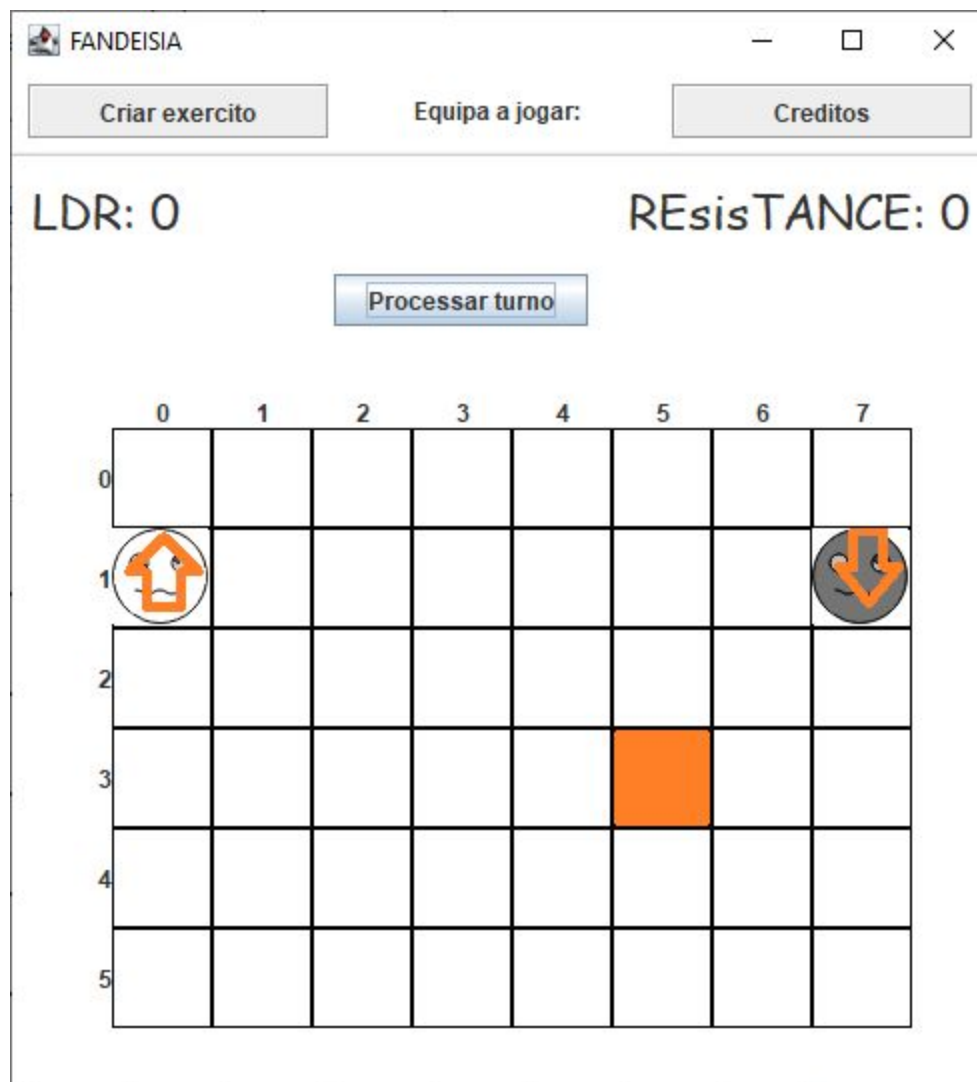 FANDEISIA
Criar exercito Equipa a jogar: Creditos
LDR: 0 REsisTANCE: 0
Processar turno
0 1 2 3 4 5 6 7
0
1
2
3
4
5